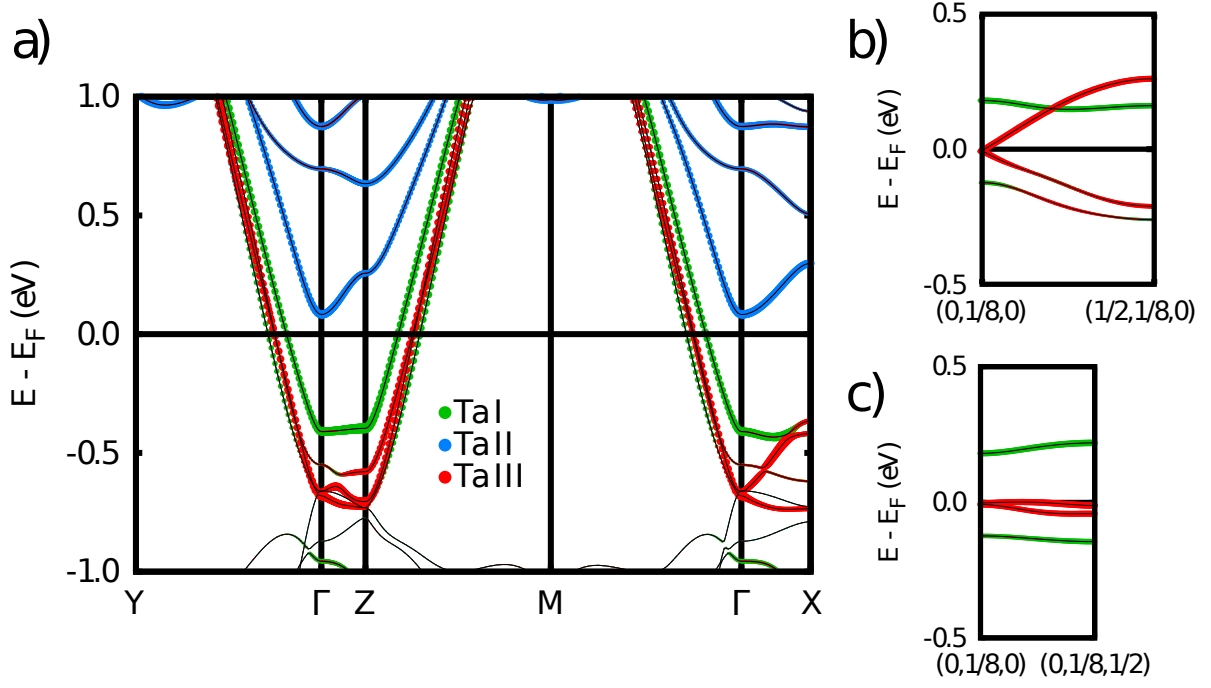 a)
1.0
0.5
0.0
-0.5
-1.0
E - E_F (eV)
Y Γ Z M Γ X
TaI
TaII
TaIII
b)
0.5
0.0
-0.5
E - E_F (eV)
(0,1/8,0) (1/2,1/8,0)
c)
0.5
0.0
-0.5
E - E_F (eV)
(0,1/8,0) (0,1/8,1/2)